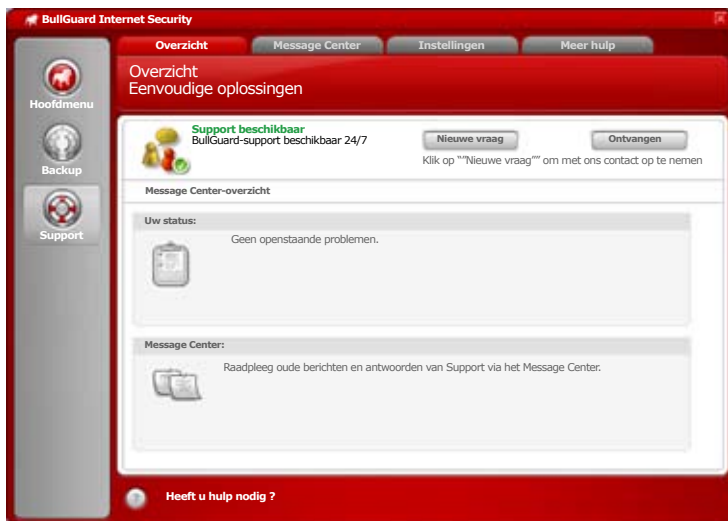 BullGuard Internet Security
Overzicht
Message Center
Instellingen
Meer hulp
Overzicht
Eenvoudige oplossingen
Hoofdmenu
Backup
Support
Support beschikbaar
BullGuard-support beschikbaar 24/7
Nieuwe vraag
Ontvangen
Klik op ""Nieuwe vraag"" om met ons contact op te nemen
Message Center-overzicht
Uw status:
Geen openstaande problemen.
Message Center:
Raadpleeg oude berichten en antwoorden van Support via het Message Center.
? Heeft u hulp nodig ?